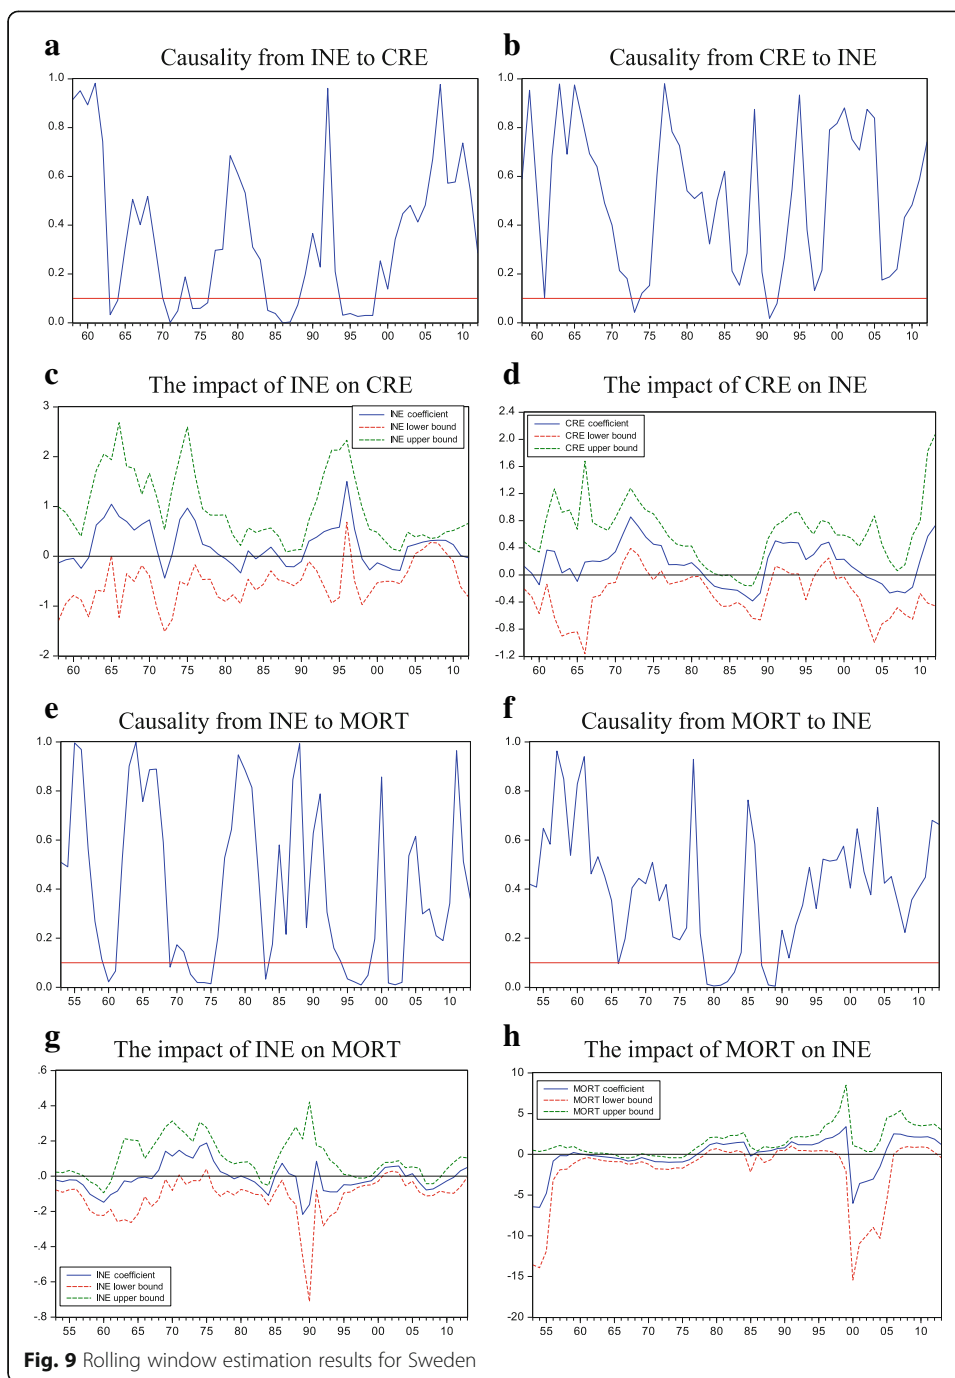 a
Causality from INE to CRE
1.0
0.8
0.6
0.4
0.2
0.0
60 65 70 75 80 85 90 95 00 05 10
b
Causality from CRE to INE
1.0
0.8
0.6
0.4
0.2
0.0
60 65 70 75 80 85 90 95 00 05 10
c
The impact of INE on CRE
3
2
1
0
-1
-2
INE coefficient
INE lower bound
INE upper bound
60 65 70 75 80 85 90 95 00 05 10
d
The impact of CRE on INE
2.4
2.0
1.6
1.2
0.8
0.4
0.0
-0.4
-0.8
-1.2
CRE coefficient
CRE lower bound
CRE upper bound
60 65 70 75 80 85 90 95 00 05 10
e
Causality from INE to MORT
1.0
0.8
0.6
0.4
0.2
0.0
55 60 65 70 75 80 85 90 95 00 05 10
f
Causality from MORT to INE
1.0
0.8
0.6
0.4
0.2
0.0
55 60 65 70 75 80 85 90 95 00 05 10
g
The impact of INE on MORT
.6
.4
.2
.0
-.2
-.4
-.6
-.8
INE coefficient
INE lower bound
INE upper bound
55 60 65 70 75 80 85 90 95 00 05 10
h
The impact of MORT on INE
10
5
0
-5
-10
-15
-20
MORT coefficient
MORT lower bound
MORT upper bound
55 60 65 70 75 80 85 90 95 00 05 10
Fig. 9 Rolling window estimation results for Sweden